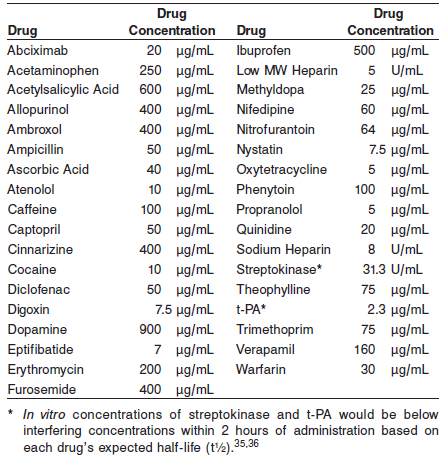 Drug Drug
Drug Concentration Drug Concentration
Abciximab 20 µg/mL Ibuprofen 500 µg/mL
Acetaminophen 250 µg/mL Low MW Heparin 5 U/mL
Acetylsalicylic Acid 600 µg/mL Methyldopa 25 µg/mL
Allopurinol 400 µg/mL Nifedipine 60 µg/mL
Ambroxol 400 µg/mL Nitrofurantoin 64 µg/mL
Ampicillin 50 µg/mL Nystatin 7.5 µg/mL
Ascorbic Acid 40 µg/mL Oxytetracycline 5 µg/mL
Atenolol 10 µg/mL Phenytoin 100 µg/mL
Caffeine 100 µg/mL Propranolol 5 µg/mL
Captopril 50 µg/mL Quinidine 20 µg/mL
Cinnarizine 400 µg/mL Sodium Heparin 8 U/mL
Cocaine 10 µg/mL Streptokinase* 31.3 U/mL
Diclofenac 50 µg/mL Theophylline 75 µg/mL
Digoxin 7.5 µg/mL t-PA* 2.3 µg/mL
Dopamine 900 µg/mL Trimethoprim 75 µg/mL
Eptifibatide 7 µg/mL Verapamil 160 µg/mL
Erythromycin 200 µg/mL Warfarin 30 µg/mL
Furosemide 400 µg/mL
* In vitro concentrations of streptokinase and t-PA would be below
interfering concentrations within 2 hours of administration based on
each drug's expected half-life (t½).35,36